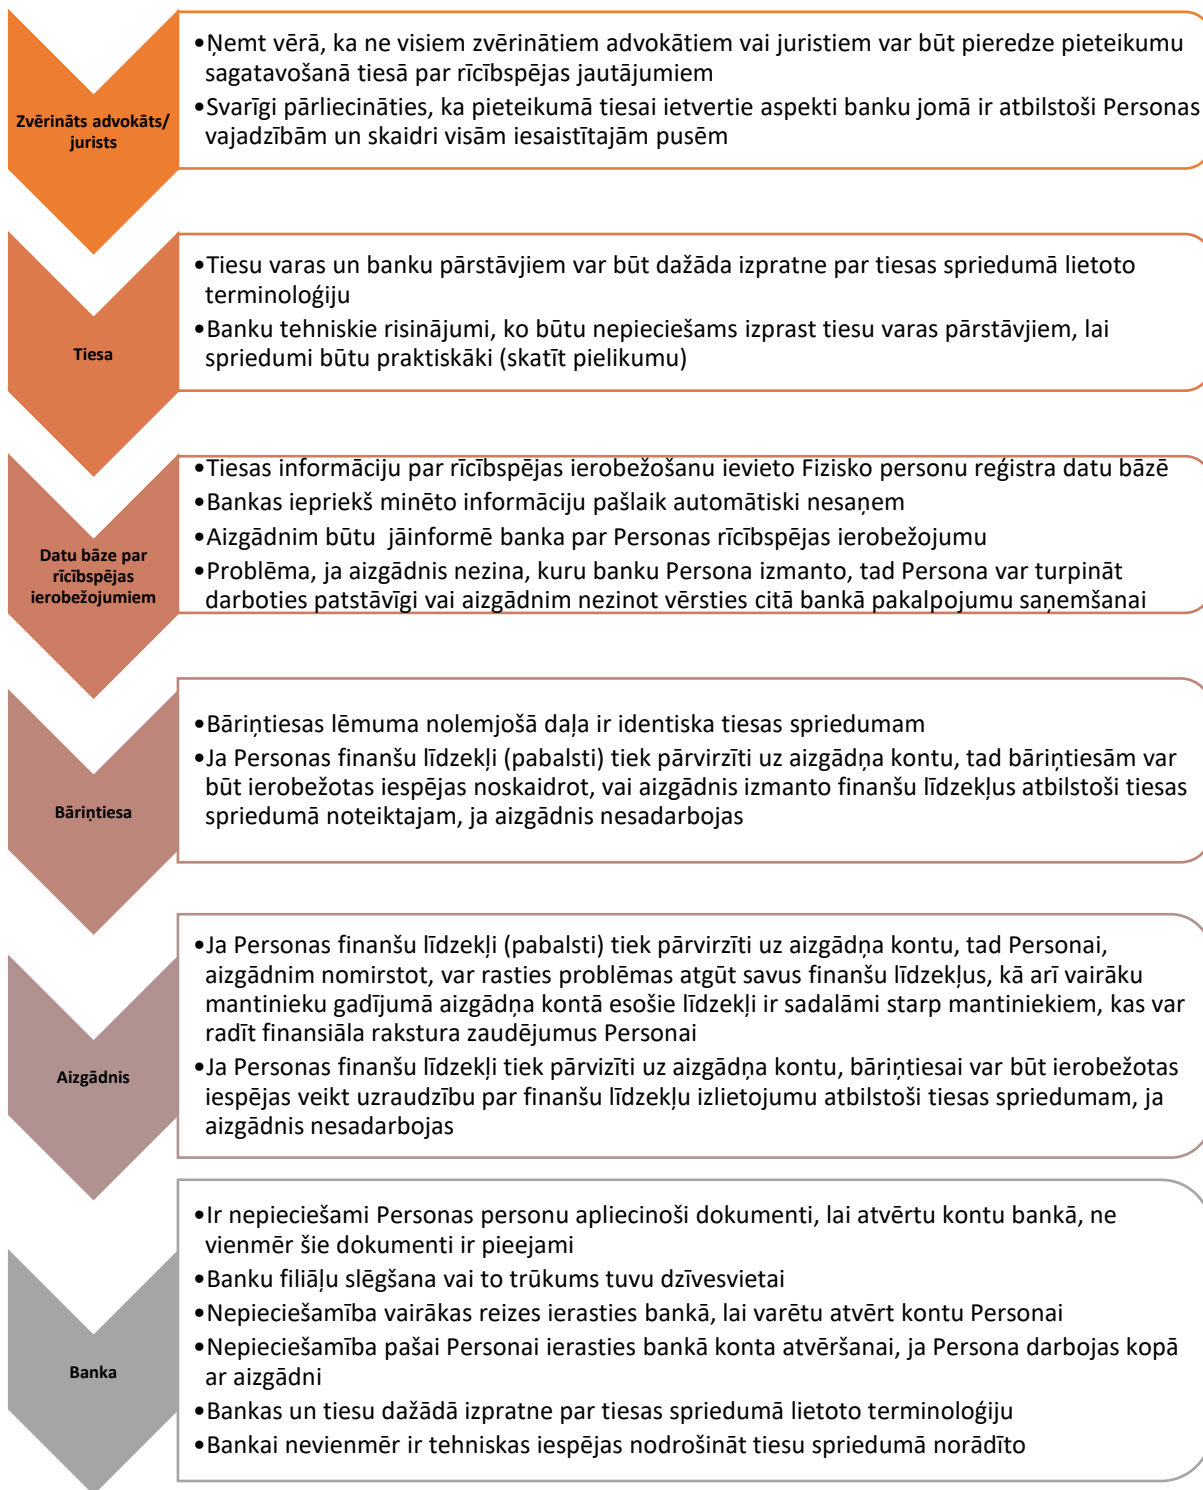 Zvērināts advokāts/
jurists
•Ņemt vērā, ka ne visiem zvērinātiem advokātiem vai juristiem var būt pieredze pieteikumu
sagatavošanā tiesā par rīcībspējas jautājumiem
•Svarīgi pārliecināties, ka pieteikumā tiesai ietvertie aspekti banku jomā ir atbilstoši Personas
vajadzībām un skaidri visām iesaistītajām pusēm
Tiesa
•Tiesu varas un banku pārstāvjiem var būt dažāda izpratne par tiesas spriedumā lietoto
terminoloģiju
•Banku tehniskie risinājumi, ko būtu nepieciešams izprast tiesu varas pārstāvjiem, lai
spriedumi būtu praktiskāki (skatīt pielikumu)
Datu bāze par
rīcībspējas
ierobežojumiem
•Tiesas informāciju par rīcībspējas ierobežošanu ievieto Fizisko personu reģistra datu bāzē
•Bankas iepriekš minēto informāciju pašlaik automātiski nesaņem
•Aizgādnim būtu  jāinformē banka par Personas rīcībspējas ierobežojumu
•Problēma, ja aizgādnis nezina, kuru banku Persona izmanto, tad Persona var turpināt
darboties patstāvīgi vai aizgādnim nezinot vērsties citā bankā pakalpojumu saņemšanai
Bāriņtiesa
•Bāriņtiesas lēmuma nolemjošā daļa ir identiska tiesas spriedumam
•Ja Personas finanšu līdzekļi (pabalsti) tiek pārvirzīti uz aizgādņa kontu, tad bāriņtiesām var
būt ierobežotas iespējas noskaidrot, vai aizgādnis izmanto finanšu līdzekļus atbilstoši tiesas
spriedumā noteiktajam, ja aizgādnis nesadarbojas
Aizgādnis
•Ja Personas finanšu līdzekļi (pabalsti) tiek pārvirzīti uz aizgādņa kontu, tad Personai,
aizgādnim nomirstot, var rasties problēmas atgūt savus finanšu līdzekļus, kā arī vairāku
mantinieku gadījumā aizgādņa kontā esošie līdzekļi ir sadalāmi starp mantiniekiem, kas var
radīt finansiāla rakstura zaudējumus Personai
•Ja Personas finanšu līdzekļi tiek pārvizīti uz aizgādņa kontu, bāriņtiesai var būt ierobežotas
iespējas veikt uzraudzību par finanšu līdzekļu izlietojumu atbilstoši tiesas spriedumam, ja
aizgādnis nesadarbojas
Banka
•Ir nepieciešami Personas personu apliecinoši dokumenti, lai atvērtu kontu bankā, ne
vienmēr šie dokumenti ir pieejami
•Banku filiāļu slēgšana vai to trūkums tuvu dzīvesvietai
•Nepieciešamība vairākas reizes ierasties bankā, lai varētu atvērt kontu Personai
•Nepieciešamība pašai Personai ierasties bankā konta atvēršanai, ja Persona darbojas kopā
ar aizgādni
•Bankas un tiesu dažādā izpratne par tiesas spriedumā lietoto terminoloģiju
•Bankai nevienmēr ir tehniskas iespējas nodrošināt tiesu spriedumā norādīto